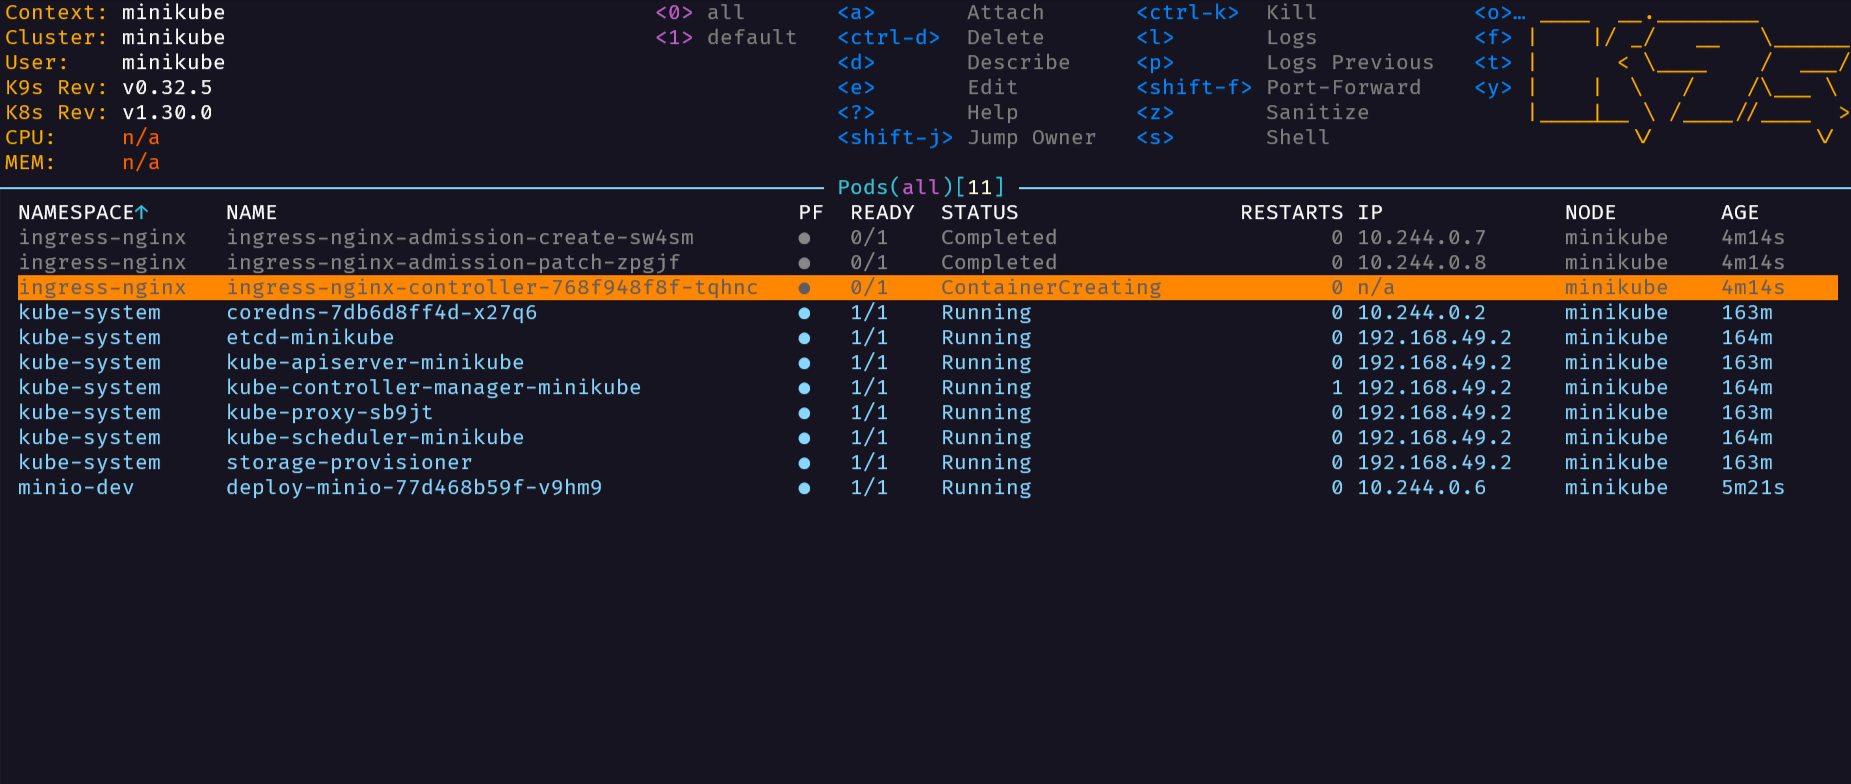 Context: minikube <0> all <a> Attach <ctrl-k> Kill <o>…
Cluster: minikube <1> default <ctrl-d> Delete <l> Logs <f>
User: minikube <d> Describe <p> Logs Previous <t>
K9s Rev: v0.32.5 <e> Edit <shift-f> Port-Forward <y>
K8s Rev: v1.30.0 <?> Help <z> Sanitize
CPU: n/a <shift-j> Jump Owner <s> Shell
MEM: n/a
K9s
Pods(all)[11]
NAMESPACE↑ NAME PF READY STATUS RESTARTS IP NODE AGE
ingress-nginx ingress-nginx-admission-create-sw4sm ● 0/1 Completed 0 10.244.0.7 minikube 4m14s
ingress-nginx ingress-nginx-admission-patch-zpgjf ● 0/1 Completed 0 10.244.0.8 minikube 4m14s
ingress-nginx ingress-nginx-controller-768f948f8f-tqhnc ● 0/1 ContainerCreating 0 n/a minikube 4m14s
kube-system coredns-7db6d8ff4d-x27q6 ● 1/1 Running 0 10.244.0.2 minikube 163m
kube-system etcd-minikube ● 1/1 Running 0 192.168.49.2 minikube 164m
kube-system kube-apiserver-minikube ● 1/1 Running 0 192.168.49.2 minikube 163m
kube-system kube-controller-manager-minikube ● 1/1 Running 1 192.168.49.2 minikube 164m
kube-system kube-proxy-sb9jt ● 1/1 Running 0 192.168.49.2 minikube 163m
kube-system kube-scheduler-minikube ● 1/1 Running 0 192.168.49.2 minikube 164m
kube-system storage-provisioner ● 1/1 Running 0 192.168.49.2 minikube 163m
minio-dev deploy-minio-77d468b59f-v9hm9 ● 1/1 Running 0 10.244.0.6 minikube 5m21s